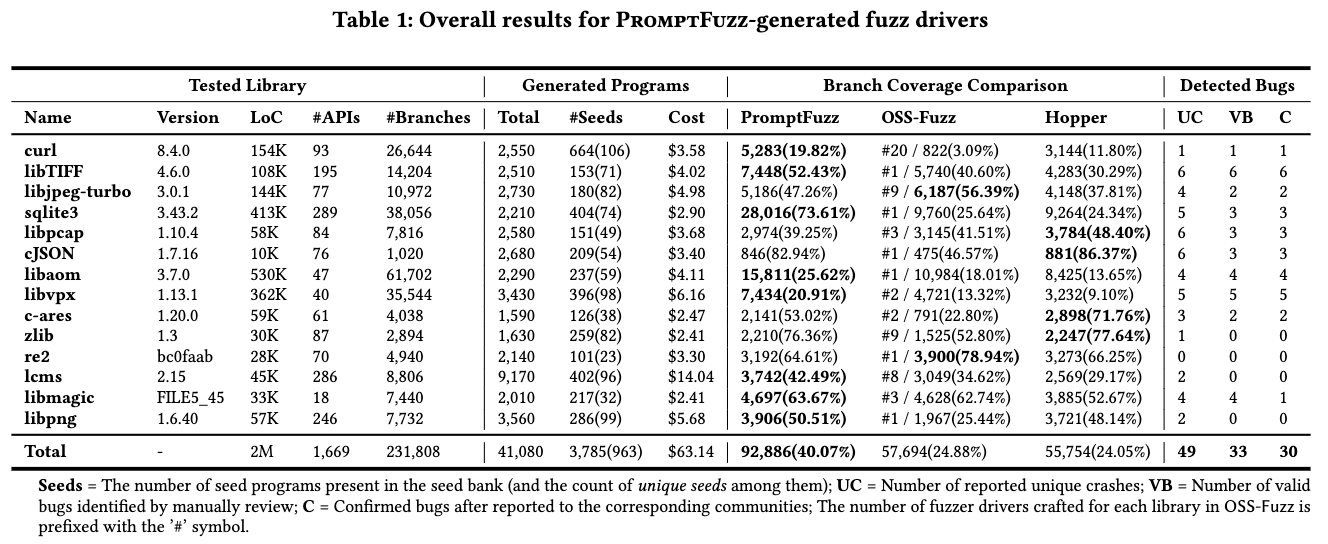 Table 1: Overall results for PROMPTFUZZ-generated fuzz drivers
Tested Library Generated Programs Branch Coverage Comparison Detected Bugs
Name Version LoC #APIs #Branches Total #Seeds Cost PromptFuzz OSS-Fuzz Hopper UC VB C
curl 8.4.0 154K 93 26,644 2,550 664(106) $3.58 5,283(19.82%) #20 / 822(3.09%) 3,144(11.80%) 1 1 1
libTIFF 4.6.0 108K 195 14,204 2,510 153(71) $4.02 7,448(52.43%) #1 / 5,740(40.60%) 4,283(30.29%) 6 6 6
libjpeg-turbo 3.0.1 144K 77 10,972 2,730 180(82) $4.98 5,186(47.26%) #9 / 6,187(56.39%) 4,148(37.81%) 4 2 2
sqlite3 3.43.2 413K 289 38,056 2,210 404(74) $2.90 28,016(73.61%) #1 / 9,760(25.64%) 9,264(24.34%) 5 3 3
libpcap 1.10.4 58K 84 7,816 2,580 151(49) $3.68 2,974(39.25%) #3 / 3,145(41.51%) 3,784(48.40%) 6 3 3
cJSON 1.7.16 10K 76 1,020 2,680 209(54) $3.40 846(82.94%) #1 / 475(46.57%) 881(86.37%) 6 3 3
libaom 3.7.0 530K 47 61,702 2,290 237(59) $4.11 15,811(25.62%) #1 / 10,984(18.01%) 8,425(13.65%) 4 4 4
libvpx 1.13.1 362K 40 35,544 3,430 396(98) $6.16 7,434(20.91%) #2 / 4,721(13.32%) 3,232(9.10%) 5 5 5
c-ares 1.20.0 59K 61 4,038 1,590 126(38) $2.47 2,141(53.02%) #2 / 791(22.80%) 2,898(71.76%) 3 2 2
zlib 1.3 30K 87 2,894 1,630 259(82) $2.41 2,210(76.36%) #9 / 1,525(52.80%) 2,247(77.64%) 1 0 0
re2 bc0faab 28K 70 4,940 2,140 101(23) $3.30 3,192(64.61%) #1 / 3,900(78.94%) 3,273(66.25%) 0 0 0
lcms 2.15 45K 286 8,806 9,170 402(96) $14.04 3,742(42.49%) #8 / 3,049(34.62%) 2,569(29.17%) 2 0 0
libmagic FILE5_45 33K 18 7,440 2,010 217(32) $2.41 4,697(63.67%) #3 / 4,628(62.74%) 3,885(52.67%) 4 4 1
libpng 1.6.40 57K 246 7,732 3,560 286(99) $5.68 3,906(50.51%) #1 / 1,967(25.44%) 3,721(48.14%) 2 0 0
Total - 2M 1,669 231,808 41,080 3,785(963) $63.14 92,886(40.07%) 57,694(24.88%) 55,754(24.05%) 49 33 30
Seeds = The number of seed programs present in the seed bank (and the count of unique seeds among them); UC = Number of reported unique crashes; VB = Number of valid
bugs identified by manually review; C = Confirmed bugs after reported to the corresponding communities; The number of fuzzer drivers crafted for each library in OSS-Fuzz is
prefixed with the '#' symbol.